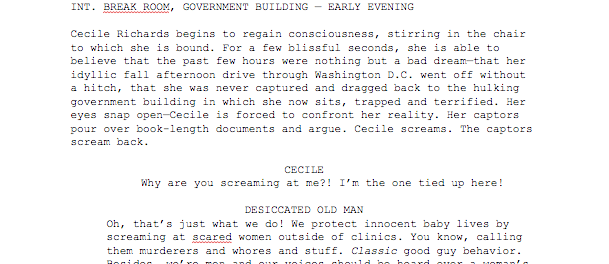 INT. BREAK ROOM, GOVERNMENT BUILDING — EARLY EVENING
Cecile Richards begins to regain consciousness, stirring in the chair
to which she is bound. For a few blissful seconds, she is able to
believe that the past few hours were nothing but a bad dream—that her
idyllic fall afternoon drive through Washington D.C. went off without
a hitch, that she was never captured and dragged back to the hulking
government building in which she now sits, trapped and terrified. Her
eyes snap open—Cecile is forced to confront her reality. Her captors
pour over book-length documents and argue. Cecile screams. The captors
scream back.
CECILE
Why are you screaming at me?! I’m the one tied up here!
DESICCATED OLD MAN
Oh, that’s just what we do! We protect innocent baby lives by
screaming at scared women outside of clinics. You know, calling
them murderers and whores and stuff. Classic good guy behavior.
Besides, we’re men and our voices should be heard over a woman’s